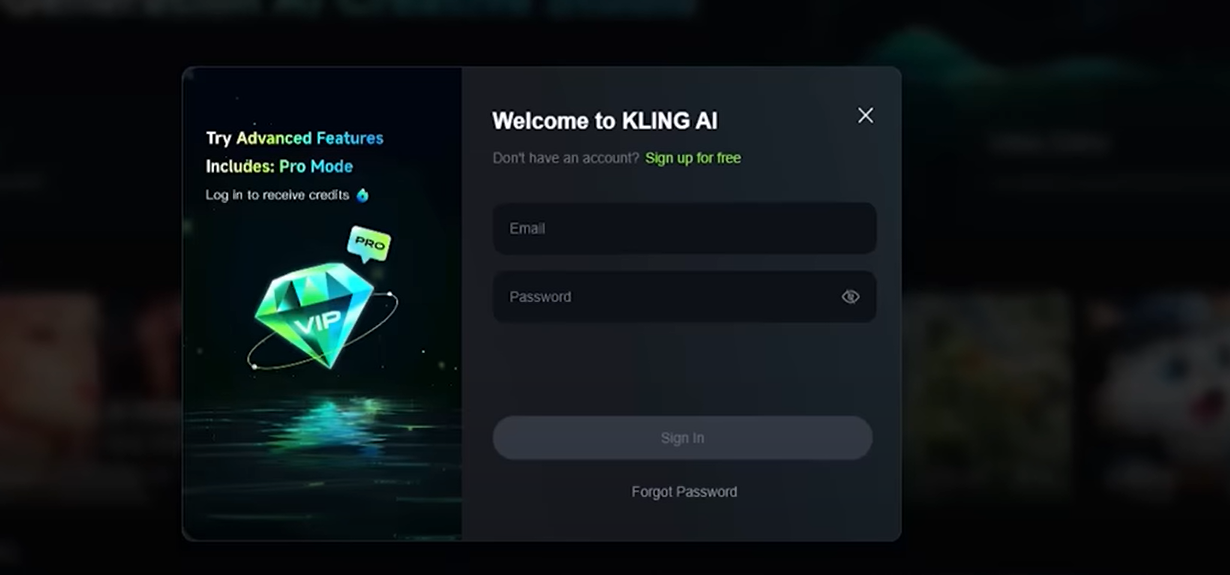 Try Advanced Features
Includes: Pro Mode
Log in to receive credits
PRO
VIP
Welcome to KLING AI
Don't have an account? Sign up for free
Email
Password
Sign In
Forgot Password